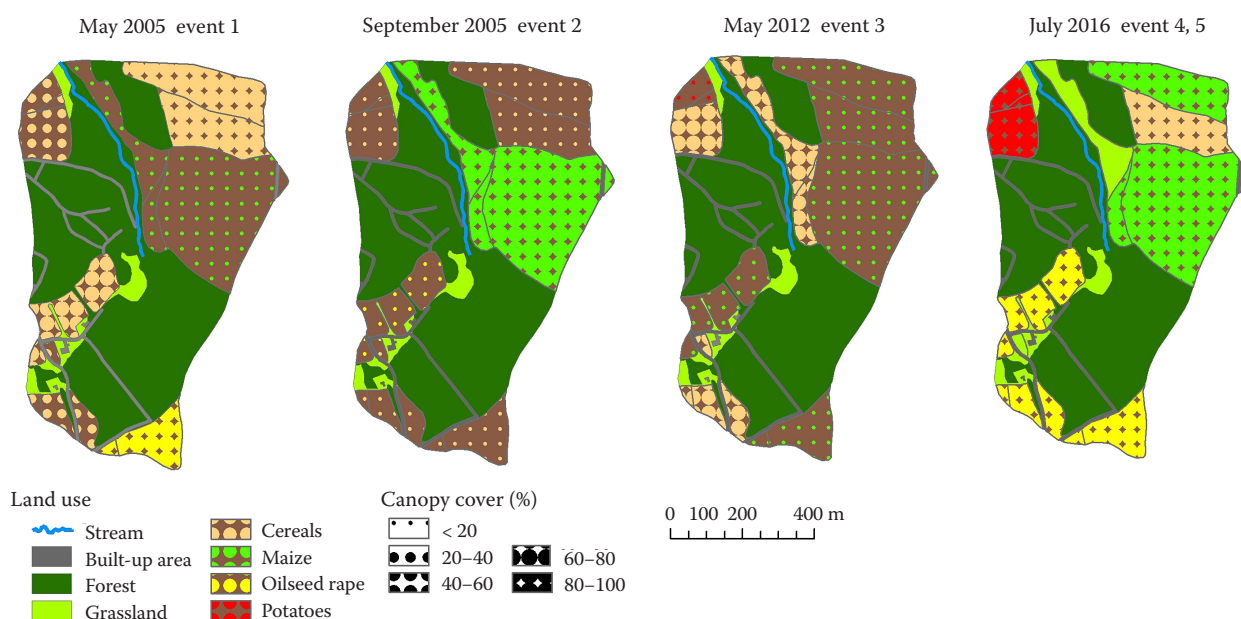 May 2005 event 1
September 2005 event 2
May 2012 event 3
July 2016 event 4, 5
Land use
Stream
Built-up area
Forest
Grassland
Cereals
Maize
Oilseed rape
Potatoes
Canopy cover (%)
< 20
20–40
40–60
60–80
80–100
0 100 200 400 m